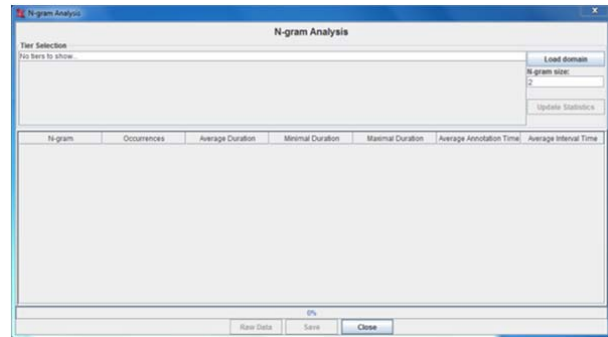 N-gram Analysis
N-gram Analysis
Tier Selection
No tiers to show...
Load domain
N-gram size:
2
Update Statistics
N-gram Occurrences Average Duration Minimal Duration Maximal Duration Average Annotation Time Average Interval Time
0%
Raw Data Save Close